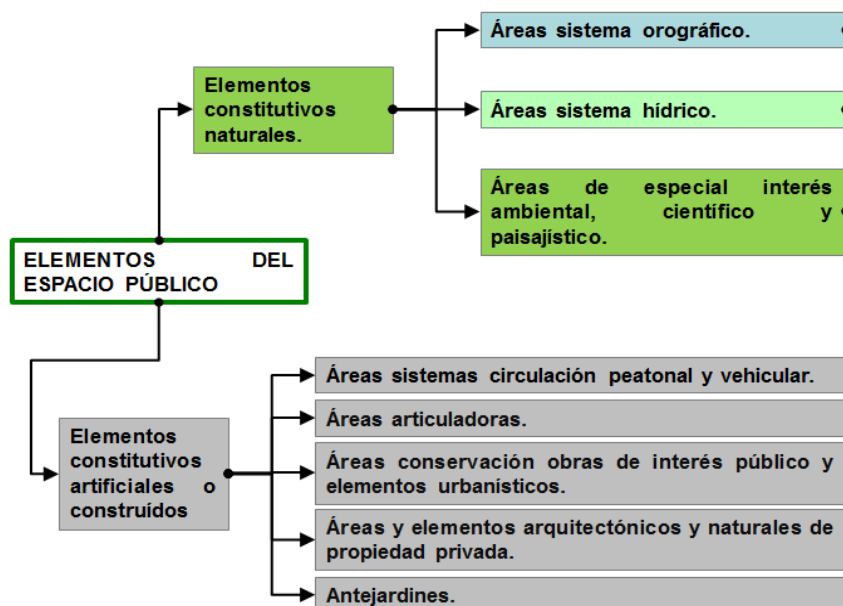 Áreas sistema orográfico.
Elementos
constitutivos
naturales.
Áreas sistema hídrico.
Áreas de especial interés
ambiental, científico y
paisajístico.
ELEMENTOS DEL
ESPACIO PÚBLICO
Áreas sistemas circulación peatonal y vehicular.
Áreas articuladoras.
Elementos
constitutivos
artificiales o
construídos
Áreas conservación obras de interés público y
elementos urbanísticos.
Áreas y elementos arquitectónicos y naturales de
propiedad privada.
Antejardines.